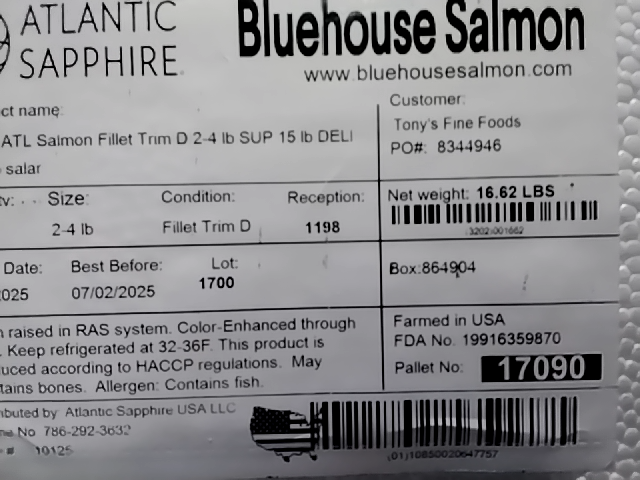 ATLANTIC
SAPPHIRE
Bluehouse Salmon
www.bluehousesalmon.com
ct name:
ATL Salmon Fillet Trim D 2-4 lb SUP 15 lb DELI
salar
Customer:
Tony's Fine Foods
PO#: 8344946
Size:
2-4 lb
Condition:
Fillet Trim D
Reception:
1198
Net weight: 16.62 LBS
3202-001662
Date:
025
Best Before:
07/02/2025
Lot:
1700
Box:864904
raised in RAS system. Color-Enhanced through
. Keep refrigerated at 32-36F. This product is
uced according to HACCP regulations. May
tains bones. Allergen: Contains fish.
Farmed in USA
FDA No. 19916359870
Pallet No: 17090
ributed by Atlantic Sapphire USA LLC
ne No 786-292-3632
# 10125
(01)10850020647757